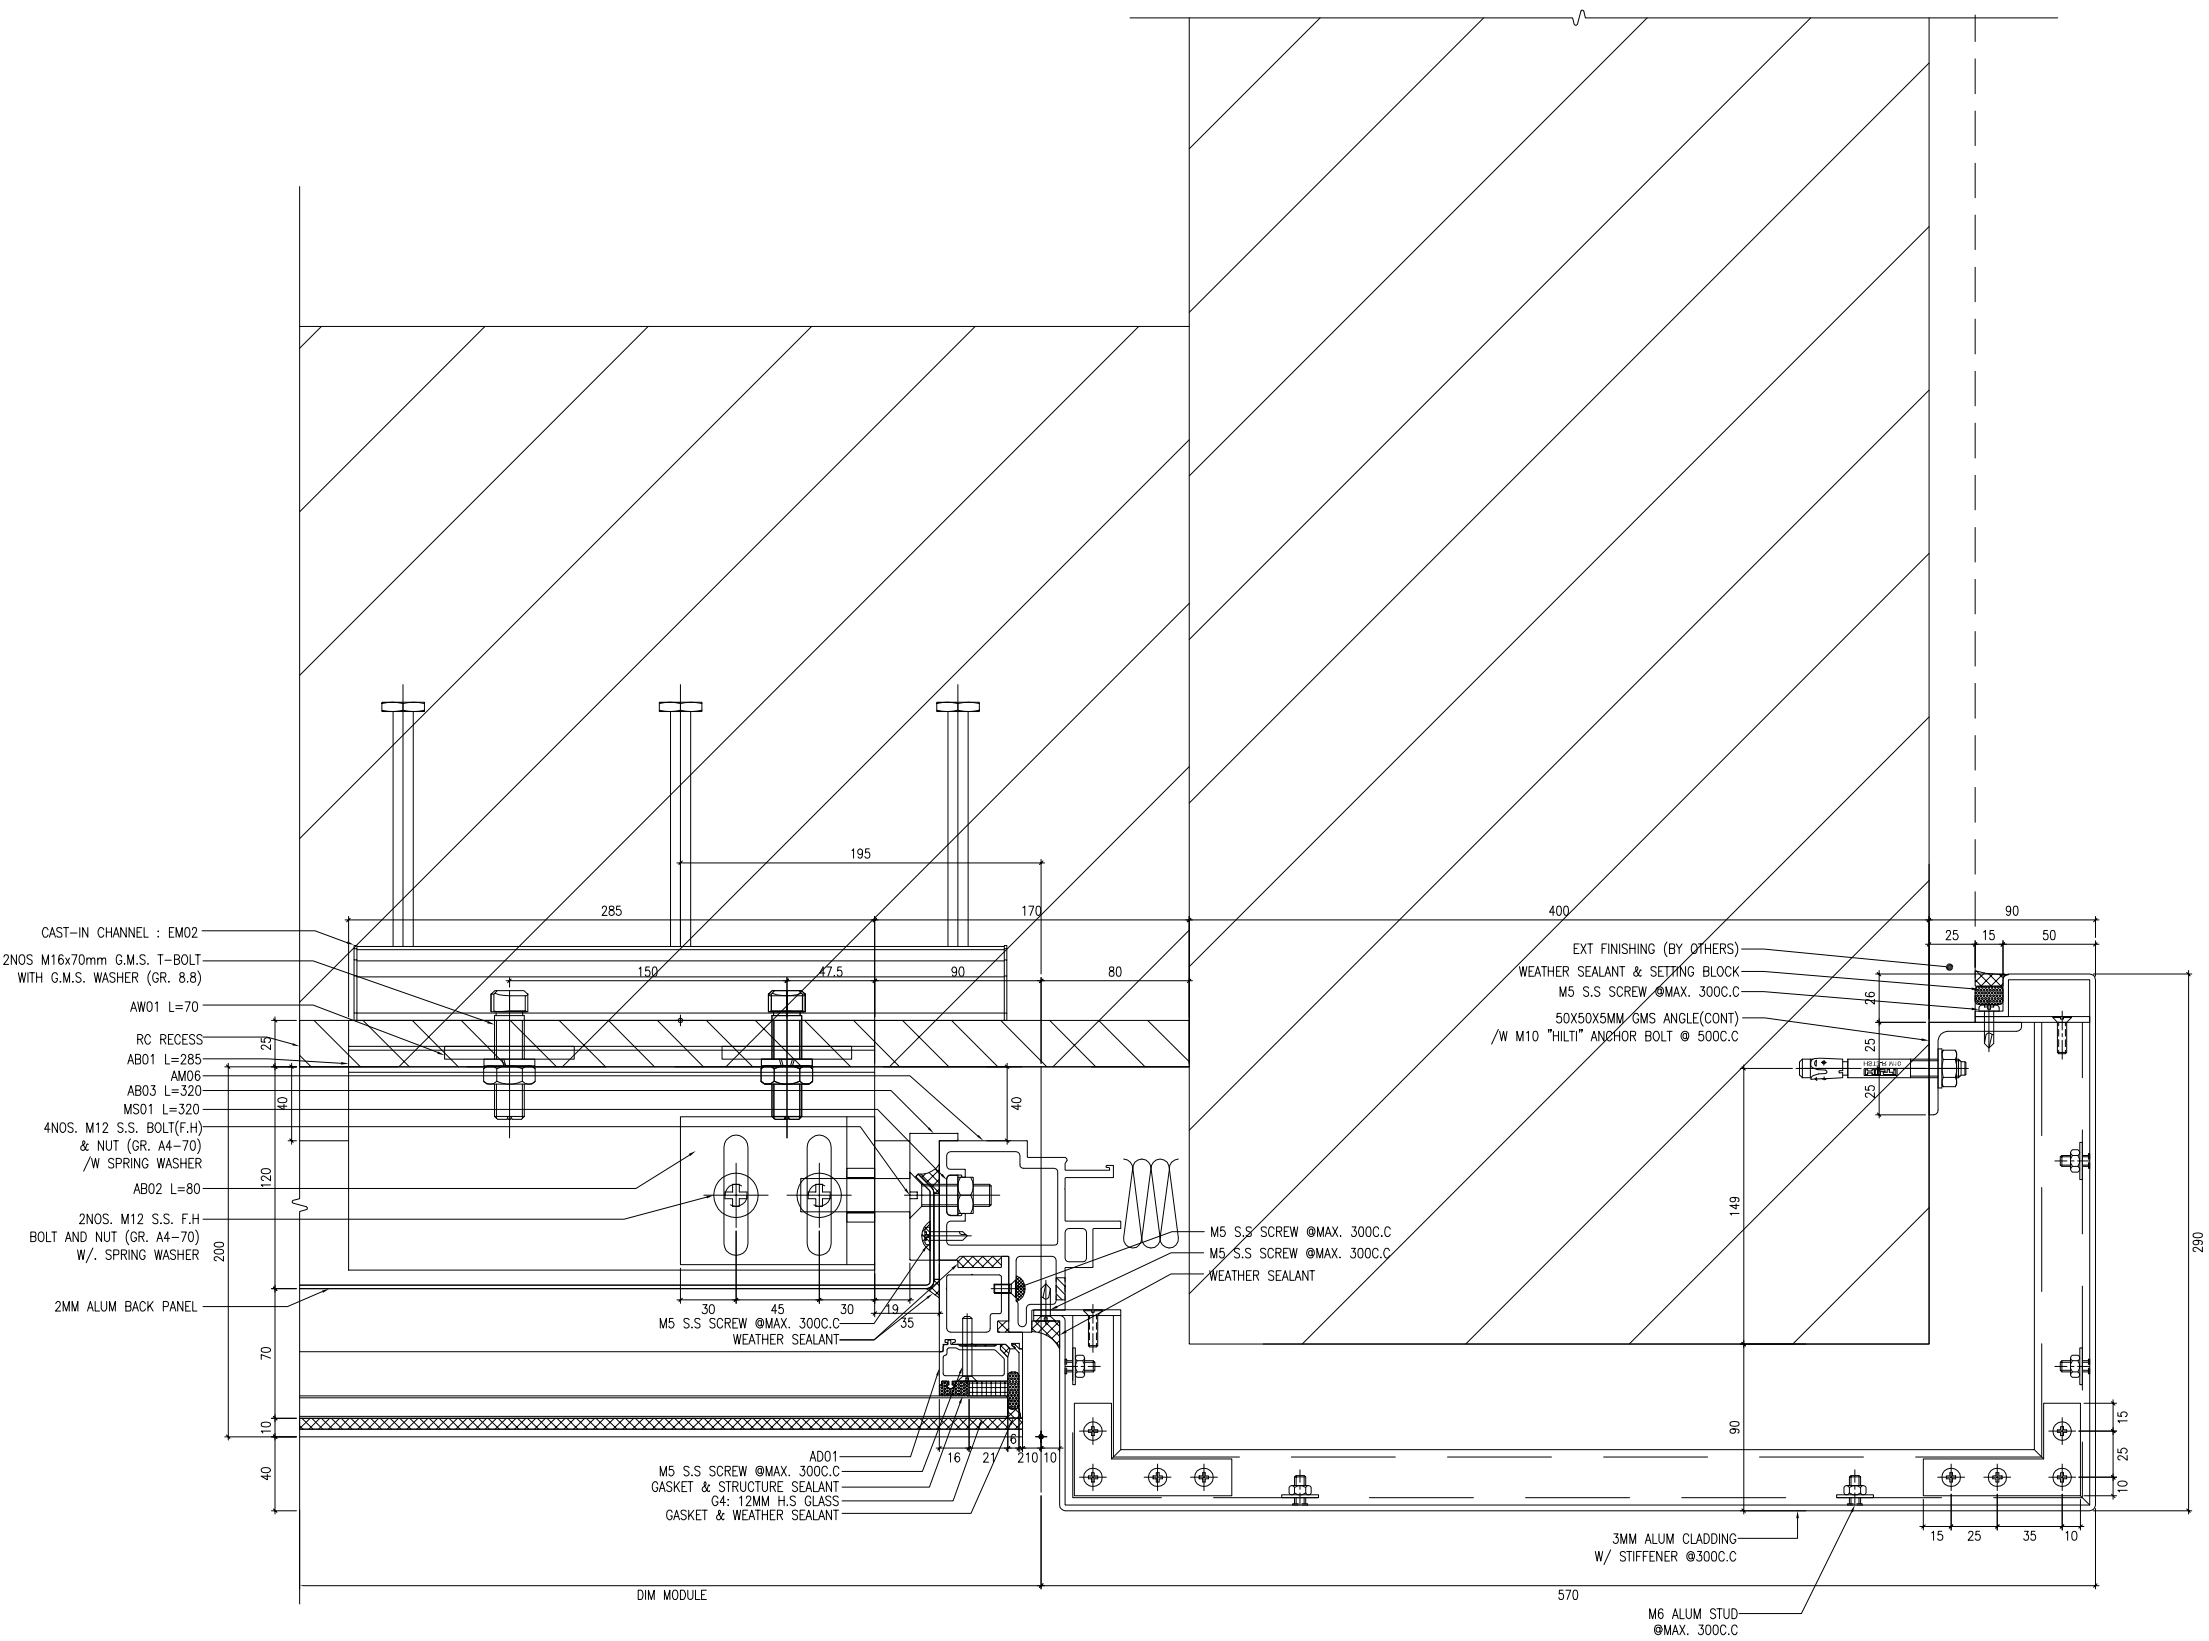 195
285
170
400
90
25
15
50
CAST-IN CHANNEL : EM02
2NOS M16x70mm G.M.S. T-BOLT
WITH G.M.S. WASHER (GR. 8.8)
AW01 L=70
RC RECESS
AB01 L=285
AM06
AB03 L=320
MS01 L=320
4NOS. M12 S.S. BOLT(F.H)
& NUT (GR. A4-70)
/W SPRING WASHER
AB02 L=80
2NOS. M12 S.S. F.H
BOLT AND NUT (GR. A4-70)
W/. SPRING WASHER
2MM ALUM BACK PANEL
150
47.5
90
80
25
40
120
200
70
10
40
40
30
45
30
19
35
M5 S.S SCREW @MAX. 300C.C
WEATHER SEALANT
EXT FINISHING (BY OTHERS)
WEATHER SEALANT & SETTING BLOCK
M5 S.S SCREW @MAX. 300C.C
50X50X5MM GMS ANGLE(CONT)
/W M10 "HILTI" ANCHOR BOLT @ 500C.C
26
25
25
149
90
290
M5 S.S SCREW @MAX. 300C.C
M5 S.S SCREW @MAX. 300C.C
WEATHER SEALANT
16
21
6
2
10
10
AD01
M5 S.S SCREW @MAX. 300C.C
GASKET & STRUCTURE SEALANT
G4: 12MM H.S GLASS
GASKET & WEATHER SEALANT
15
25
10
15
25
35
10
3MM ALUM CLADDING
W/ STIFFENER @300C.C
DIM MODULE
570
M6 ALUM STUD
@MAX. 300C.C